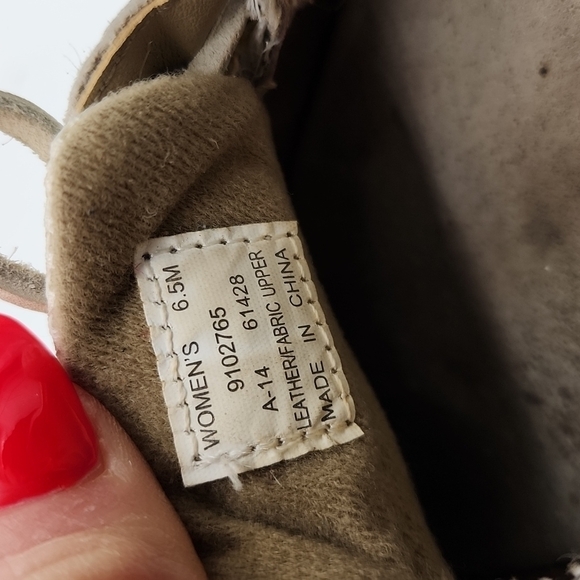 WOMEN'S 6.5M
9102765
A-14 61428
LEATHER/FABRIC UPPER
MADE IN CHINA